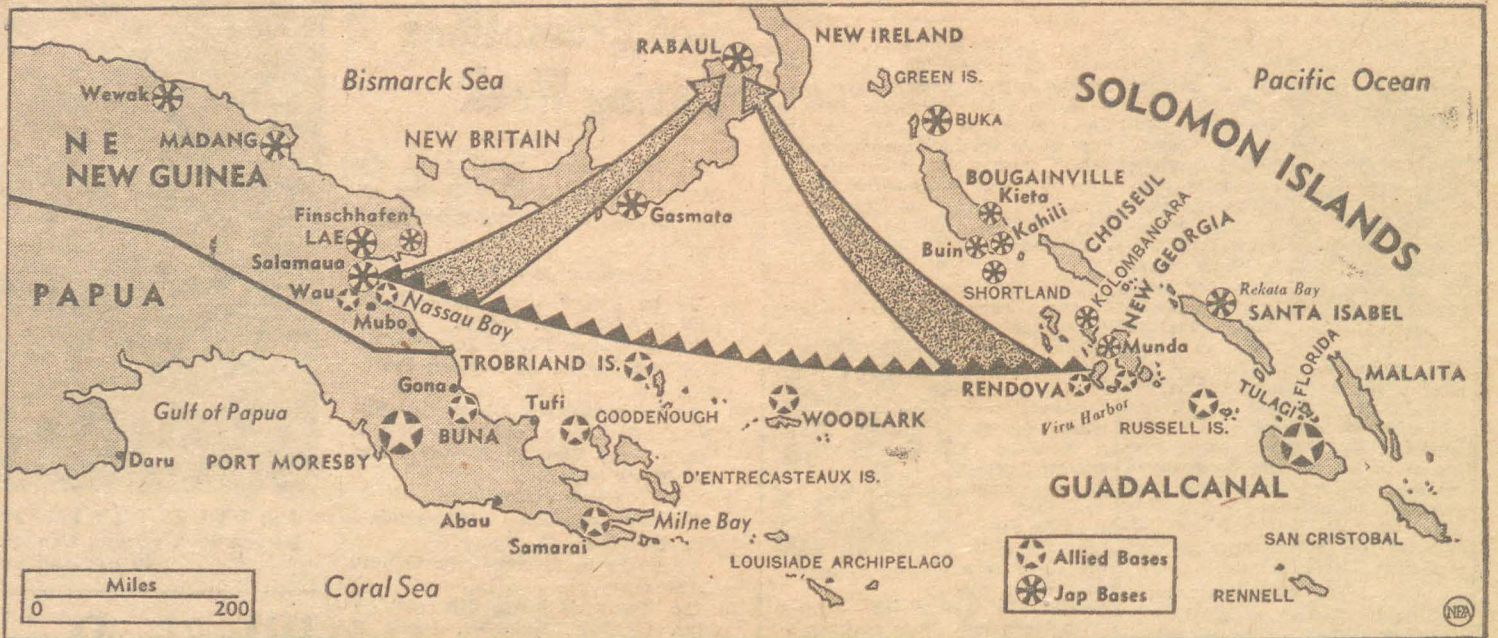 RABAUL
NEW IRELAND
Bismarck Sea
GREEN IS.
Pacific Ocean
Wewak
SOLOMON ISLANDS
BUKA
N E
NEW GUINEA
MADANG
NEW BRITAIN
BOUGAINVILLE
Kieta
CHOISEUL
Finschhafen
LAE
Gasmata
Kahili
Buin
KOLOMBANGARA
NEW GEORGIA
Salamaua
SHORTLAND
Rekata Bay
SANTA ISABEL
PAPUA
Wau
Nassau Bay
Mubo
Munda
TROBRIAND IS.
RENDOVA
FLORIDA
MALAITA
Gona
Tufi
GOODENOUGH
WOODLARK
Viru Harbor
RUSSELL IS.
TULAGI
Gulf of Papua
BUNA
Daru
PORT MORESBY
D'ENTRECASTEAUX IS.
GUADALCANAL
Abau
Milne Bay
Samarai
SAN CRISTOBAL
LOUISIADE ARCHIPELAGO
Allied Bases
Jap Bases
RENNELL
Miles
0 200
Coral Sea
NEA